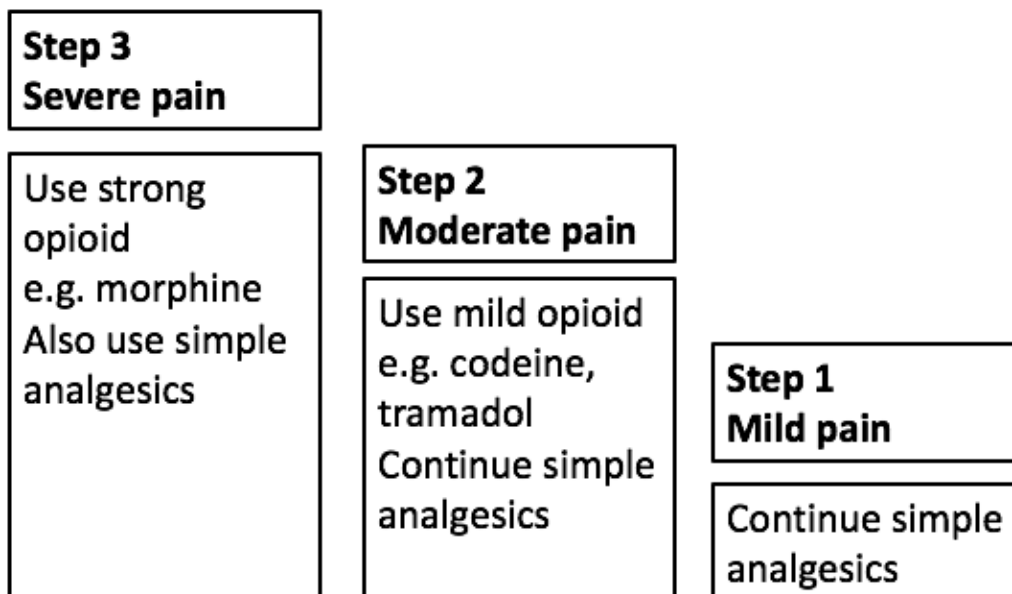 Step 3
Severe pain
Use strong
opioid
e.g. morphine
Also use simple
analgesics
Step 2
Moderate pain
Use mild opioid
e.g. codeine,
tramadol
Continue simple
analgesics
Step 1
Mild pain
Continue simple
analgesics